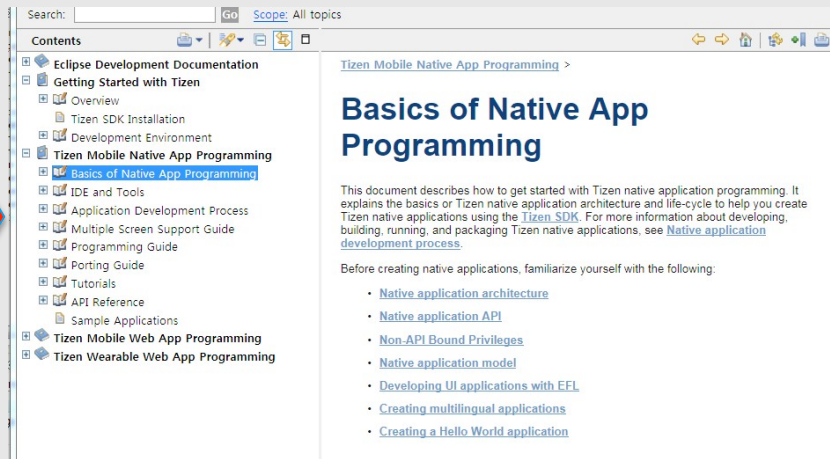 Search:
Go
Scope: All topics
Contents
Eclipse Development Documentation
Getting Started with Tizen
Overview
Tizen SDK Installation
Development Environment
Tizen Mobile Native App Programming
Basics of Native App Programming
IDE and Tools
Application Development Process
Multiple Screen Support Guide
Programming Guide
Porting Guide
Tutorials
API Reference
Sample Applications
Tizen Mobile Web App Programming
Tizen Wearable Web App Programming
Tizen Mobile Native App Programming >
Basics of Native App
Programming
This document describes how to get started with Tizen native application programming. It
explains the basics or Tizen native application architecture and life-cycle to help you create
Tizen native applications using the Tizen SDK. For more information about developing,
building, running, and packaging Tizen native applications, see Native application
development process.
Before creating native applications, familiarize yourself with the following:
• Native application architecture
• Native application API
• Non-API Bound Privileges
• Native application model
• Developing UI applications with EFL
• Creating multilingual applications
• Creating a Hello World application